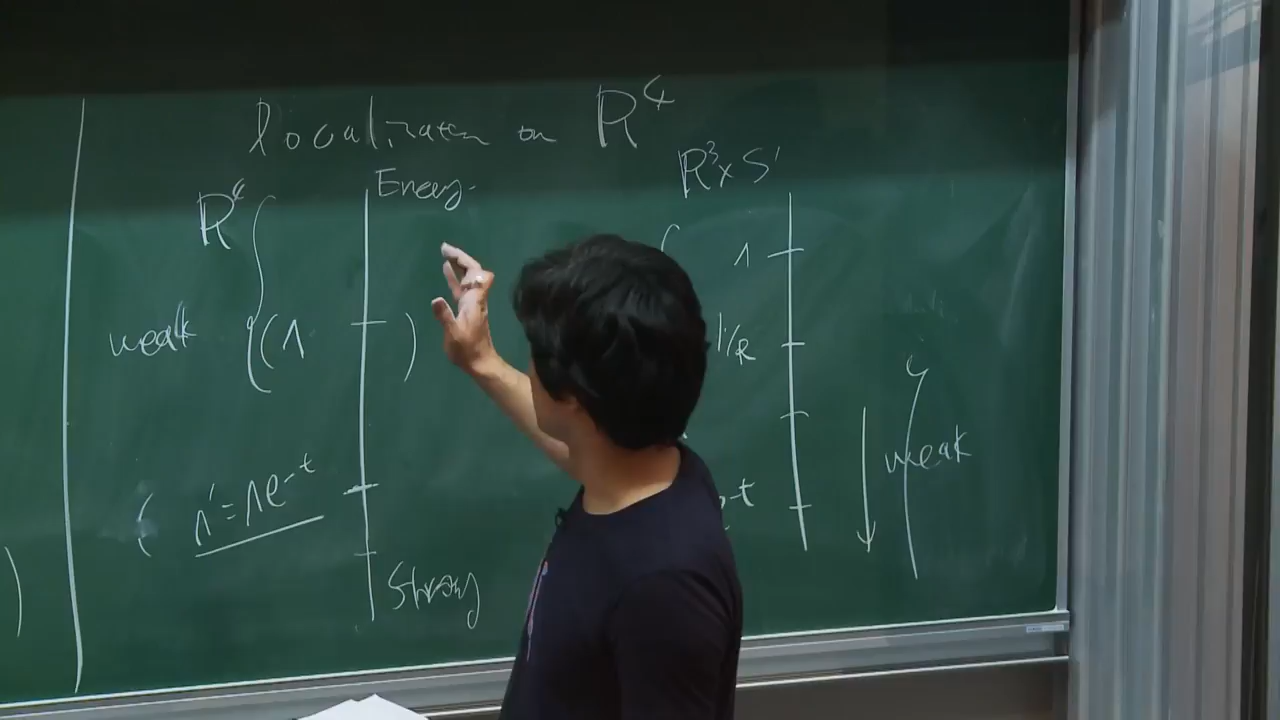 localization on R⁴
R⁴ Energy R³×S¹
Λ
weak (Λ ) 1/R
weak
( Λ' = Λe⁻ᵗ -t
Strong
)